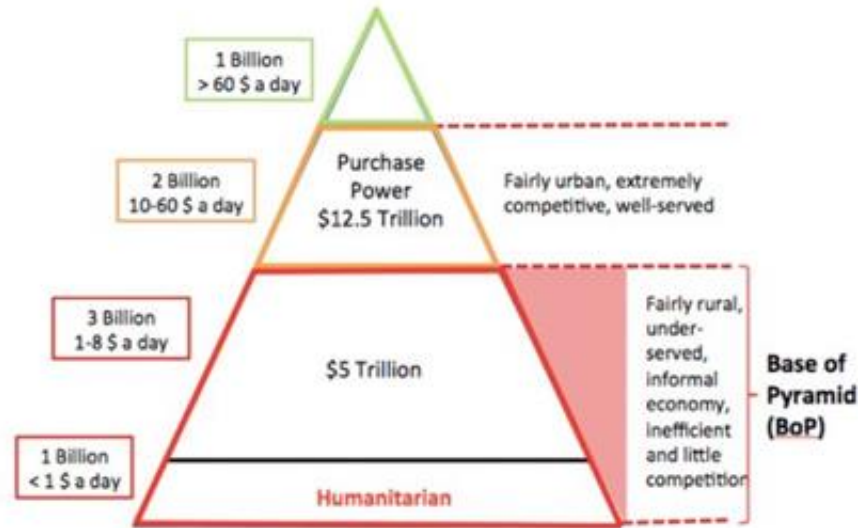 1 Billion
> 60 $ a day
2 Billion
10-60 $ a day
Purchase
Power
$12.5 Trillion
Fairly urban, extremely
competitive, well-served
3 Billion
1-8 $ a day
$5 Trillion
Fairly rural,
under-
served,
informal
economy,
inefficient
and little
competition
Base of
Pyramid
(BoP)
1 Billion
< 1 $ a day
Humanitarian